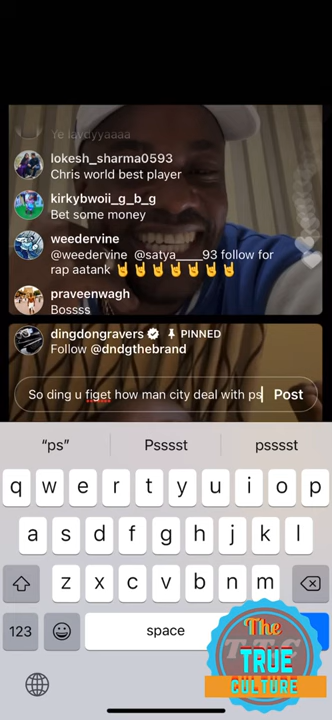 Ye lavdyyaaaa
lokesh_sharma0593
Chris world best player
kirkybwoii_g_b_g
Bet some money
weedervine
@weedervine @satya____93 follow for
rap aatank 🤘🤘🤘🤘🤘🤘🤘
praveenwagh
Bossss
dingdongravers PINNED
Follow @dndgthebrand
So ding u figet how man city deal with ps Post
“ps” Psssst psssst
q w e r t y u i o p
a s d f g h j k l
z x c v b n m
123 space
The
T.T.C
TRUE
CULTURE